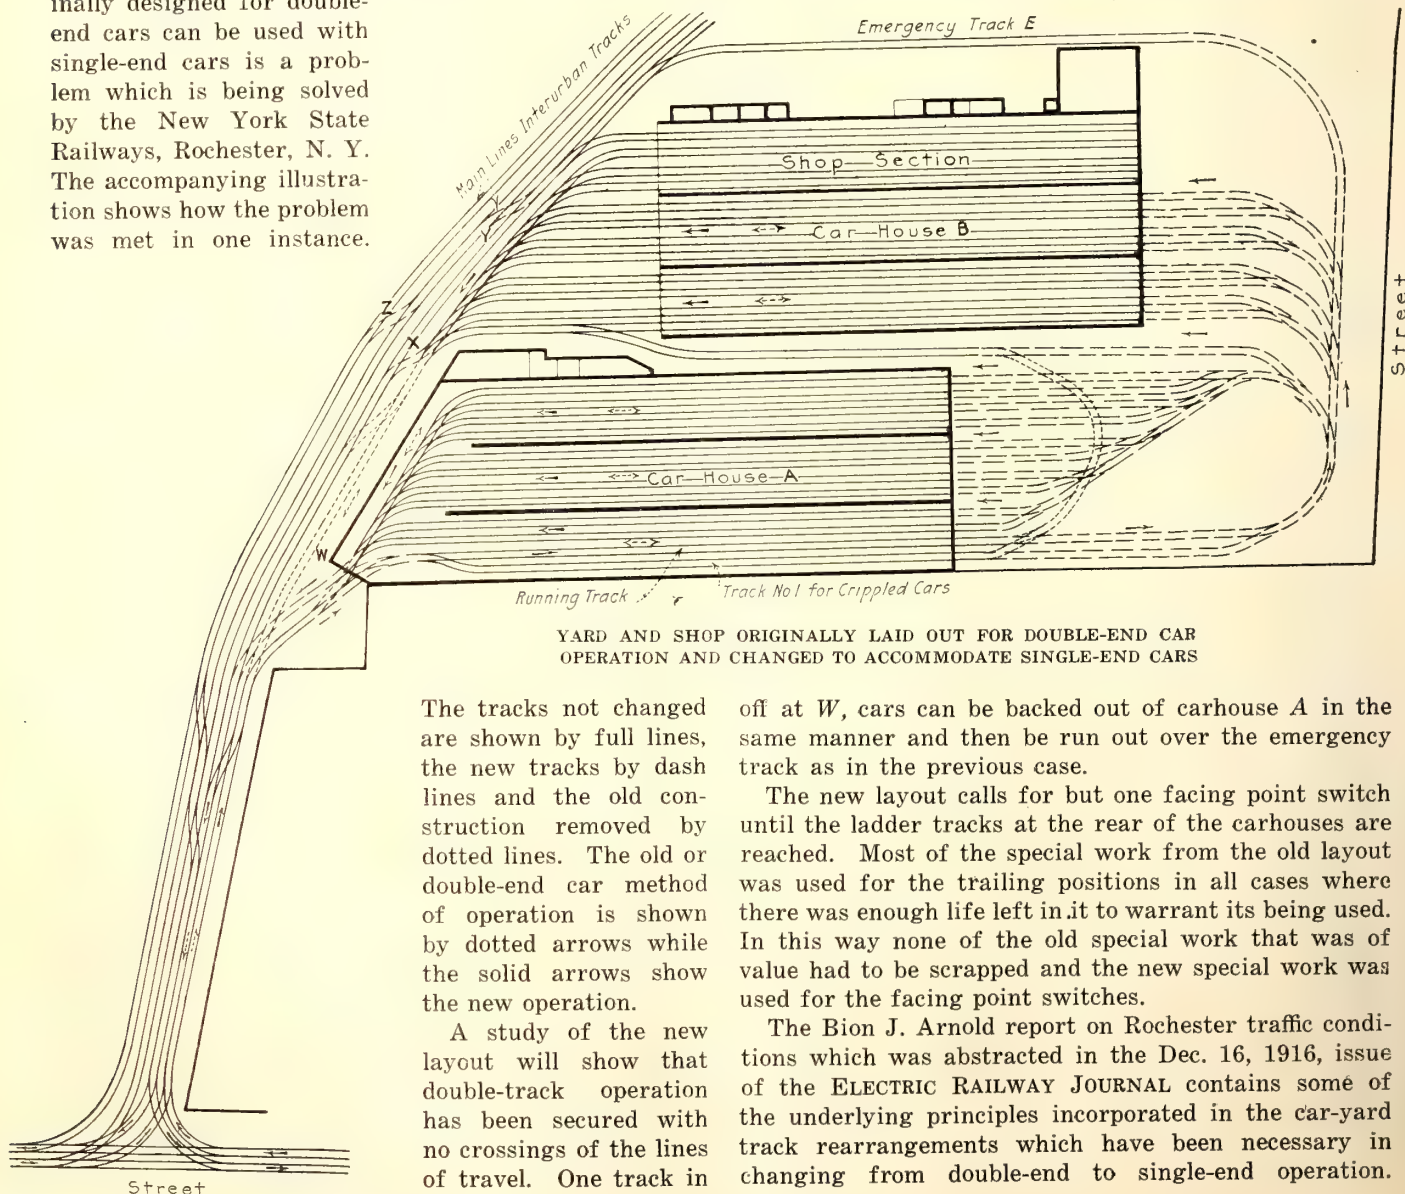 inally designed for double-
end cars can be used with
single-end cars is a prob-
lem which is being solved
by the New York State
Railways, Rochester, N. Y.
The accompanying illustra-
tion shows how the problem
was met in one instance.
Main Lines Interurban Tracks
Emergency Track E
Shop Section
Car House B
Y
Z
X
Street
Car House A
W
Running Track
Track No 1 for Crippled Cars
YARD AND SHOP ORIGINALLY LAID OUT FOR DOUBLE-END CAR
OPERATION AND CHANGED TO ACCOMMODATE SINGLE-END CARS
The tracks not changed
are shown by full lines,
the new tracks by dash
lines and the old con-
struction removed by
dotted lines. The old or
double-end car method
of operation is shown
by dotted arrows while
the solid arrows show
the new operation.
A study of the new
layout will show that
double-track operation
has been secured with
no crossings of the lines
of travel. One track in
off at W, cars can be backed out of carhouse A in the
same manner and then be run out over the emergency
track as in the previous case.
The new layout calls for but one facing point switch
until the ladder tracks at the rear of the carhouses are
reached. Most of the special work from the old layout
was used for the trailing positions in all cases where
there was enough life left in it to warrant its being used.
In this way none of the old special work that was of
value had to be scrapped and the new special work was
used for the facing point switches.
The Bion J. Arnold report on Rochester traffic condi-
tions which was abstracted in the Dec. 16, 1916, issue
of the ELECTRIC RAILWAY JOURNAL contains some of
the underlying principles incorporated in the car-yard
track rearrangements which have been necessary in
changing from double-end to single-end operation.
Street